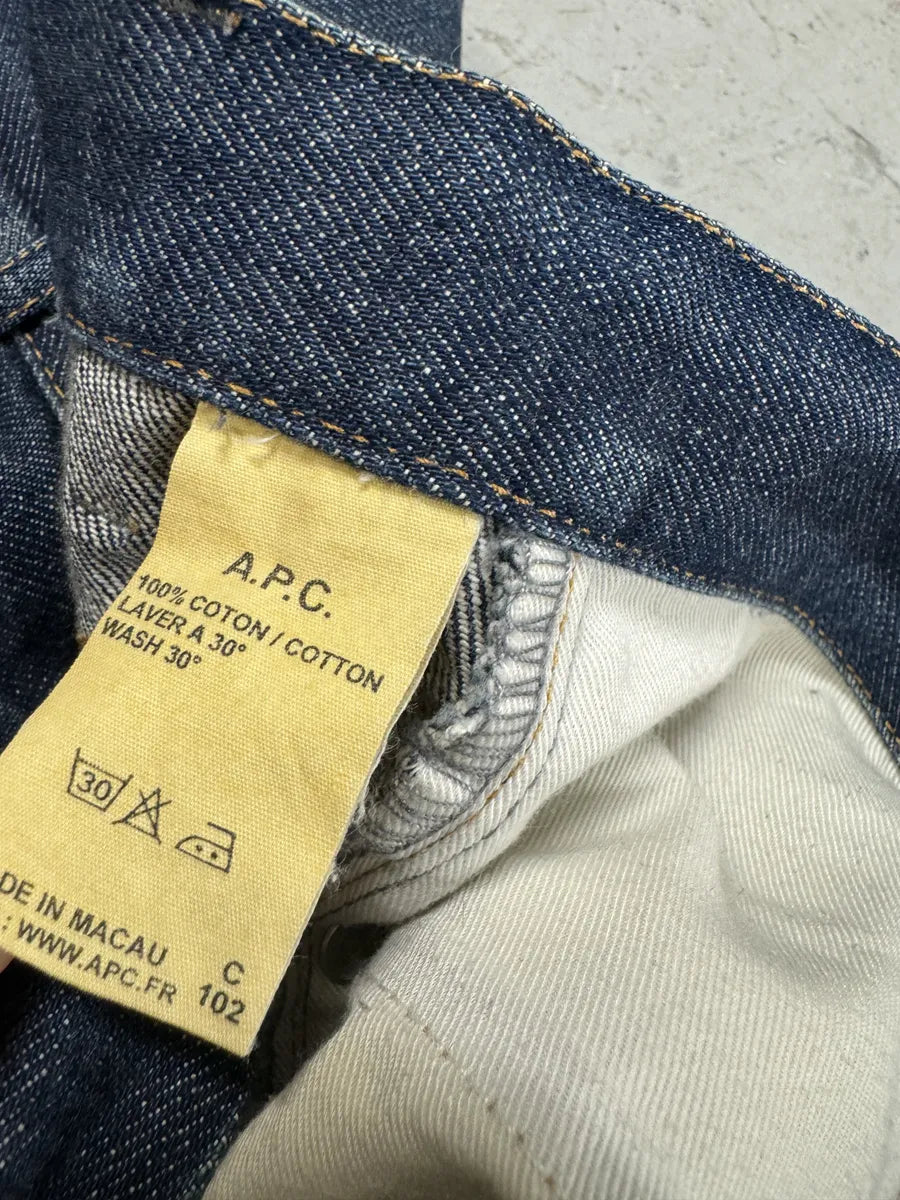 A.P.C.
100% COTON / COTTON
LAVER A 30°
WASH 30°
30
DE IN MACAU C
: WWW.APC.FR 102